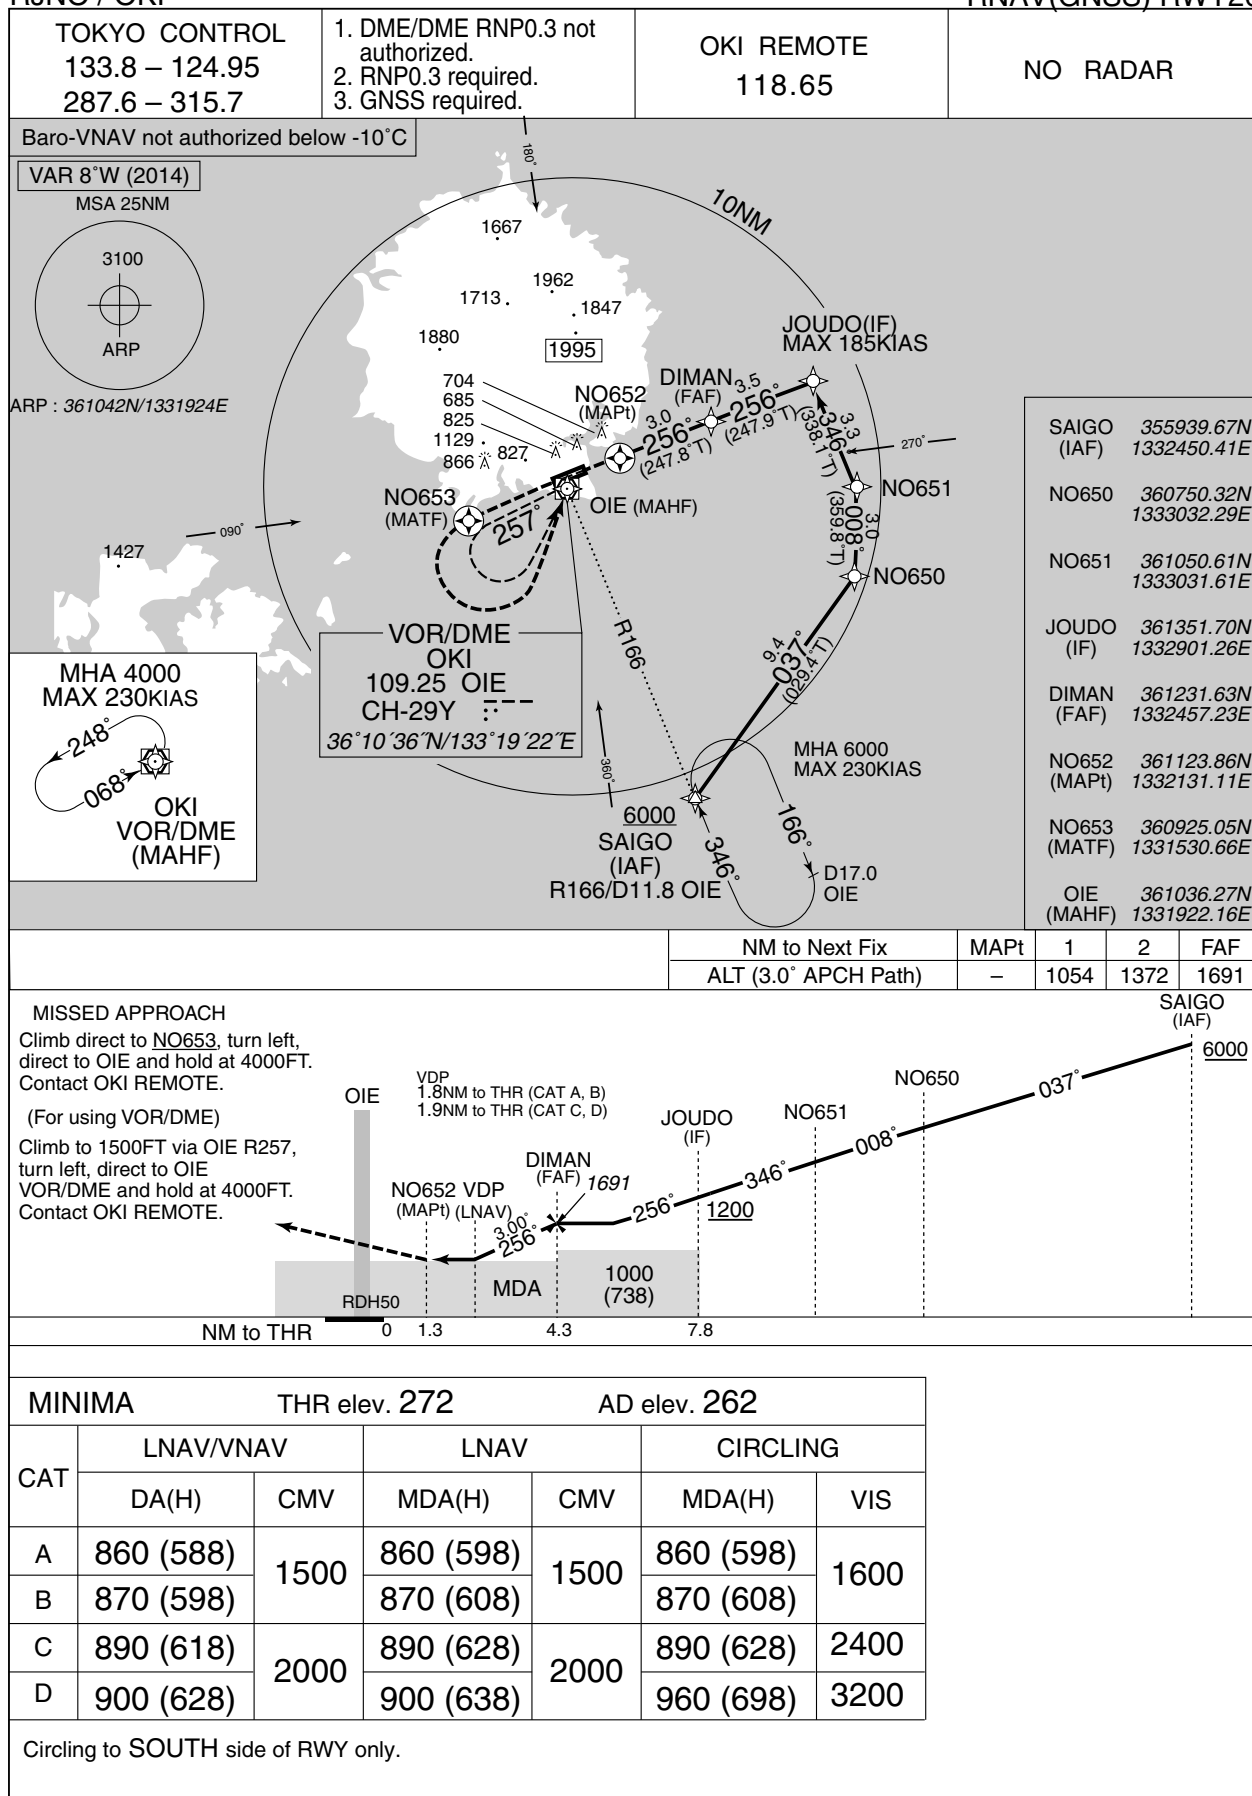 RJNO / OKI
RNAV(GNSS) RWY26
TOKYO CONTROL
133.8 – 124.95
287.6 – 315.7
1. DME/DME RNP0.3 not
authorized.
2. RNP0.3 required.
3. GNSS required.
OKI REMOTE
118.65
NO RADAR
Baro-VNAV not authorized below -10˚C
VAR 8˚W (2014)
MSA 25NM
3100
ARP
ARP : 361042N/1331924E
180˚
10NM
1667
1962
1713
1847
1880
1995
JOUDO(IF)
MAX 185KIAS
704
685
825
1129
866
827
NO652
(MAPt)
DIMAN
(FAF)
3.5
256˚
(247.9˚T)
3.0
256˚
(247.8˚T)
3.3
346˚
(338.1˚T)
270˚
NO651
NO653
(MATF)
257˚
OIE (MAHF)
3.0
008˚
(359.8˚T)
NO650
090˚
1427
R166
9.4
037˚
(029.4˚T)
VOR/DME
OKI
109.25 OIE
CH-29Y
36˚10´36˝N/133˚19´22˝E
360˚
MHA 6000
MAX 230KIAS
6000
SAIGO
(IAF)
R166/D11.8 OIE
166˚
346˚
D17.0
OIE
MHA 4000
MAX 230KIAS
248˚
068˚
OKI
VOR/DME
(MAHF)
SAIGO 355939.67N
(IAF) 1332450.41E
NO650 360750.32N
1333032.29E
NO651 361050.61N
1333031.61E
JOUDO 361351.70N
(IF) 1332901.26E
DIMAN 361231.63N
(FAF) 1332457.23E
NO652 361123.86N
(MAPt) 1332131.11E
NO653 360925.05N
(MATF) 1331530.66E
OIE 361036.27N
(MAHF) 1331922.16E
NM to Next Fix MAPt 1 2 FAF
ALT (3.0˚ APCH Path) – 1054 1372 1691
MISSED APPROACH
Climb direct to NO653, turn left,
direct to OIE and hold at 4000FT.
Contact OKI REMOTE.
(For using VOR/DME)
Climb to 1500FT via OIE R257,
turn left, direct to OIE
VOR/DME and hold at 4000FT.
Contact OKI REMOTE.
OIE
VDP
1.8NM to THR (CAT A, B)
1.9NM to THR (CAT C, D)
SAIGO
(IAF)
6000
NO650
037˚
NO651
008˚
JOUDO
(IF)
346˚
1200
DIMAN
(FAF)
1691
256˚
NO652 VDP
(MAPt) (LNAV)
3.00˚
256˚
MDA
1000
(738)
RDH50
NM to THR 0 1.3 4.3 7.8
MINIMA THR elev. 272 AD elev. 262
CAT LNAV/VNAV LNAV CIRCLING
DA(H) CMV MDA(H) CMV MDA(H) VIS
A 860 (588) 1500 860 (598) 1500 860 (598) 1600
B 870 (598) 870 (608) 870 (608)
C 890 (618) 2000 890 (628) 2000 890 (628) 2400
D 900 (628) 900 (638) 960 (698) 3200
Circling to SOUTH side of RWY only.